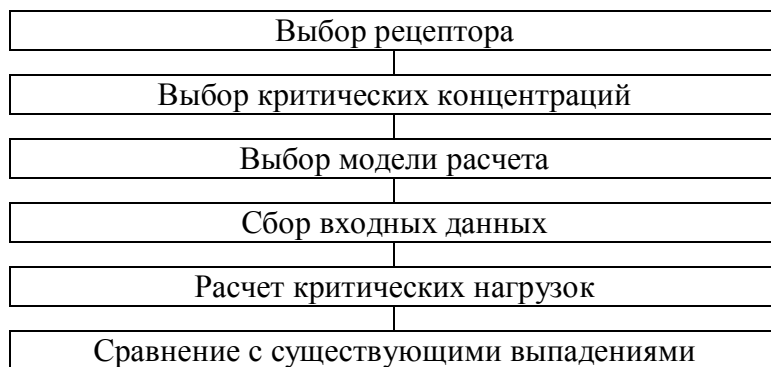 Выбор рецептора
Выбор критических концентраций
Выбор модели расчета
Сбор входных данных
Расчет критических нагрузок
Сравнение с существующими выпадениями